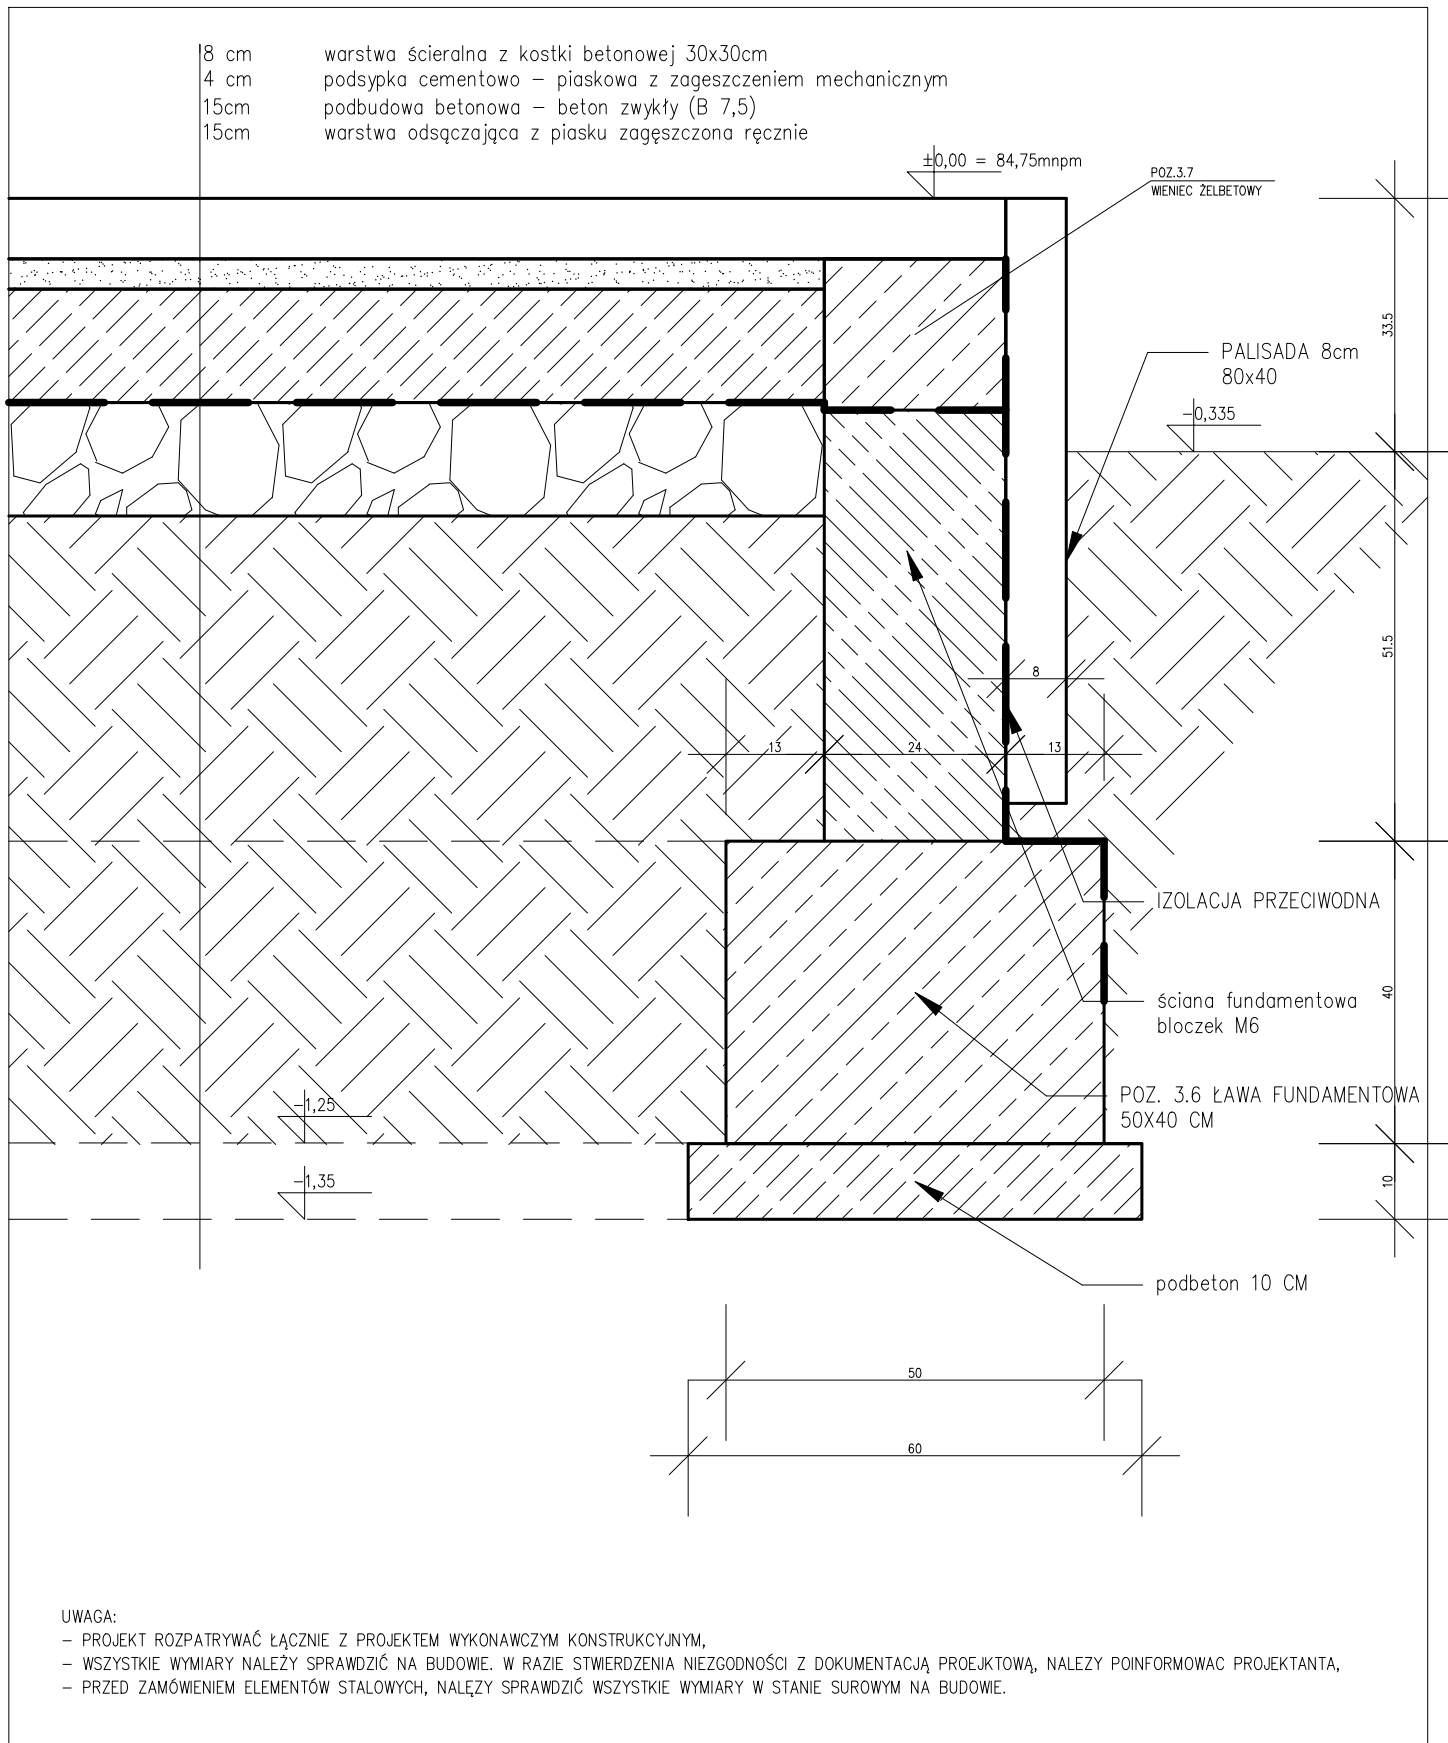 8 cm warstwa ścieralna z kostki betonowej 30x30cm
4 cm podsypka cementowo – piaskowa z zageszczeniem mechanicznym
15cm podbudowa betonowa – beton zwykły (B 7,5)
15cm warstwa odsączająca z piasku zagęszczona ręcznie
±0,00 = 84,75mnpm
POZ.3.7
WIENIEC ŻELBETOWY
33.5
PALISADA 8cm
80x40
–0,335
51.5
8
13
24
13
IZOLACJA PRZECIWODNA
40
ściana fundamentowa
bloczek M6
POZ. 3.6 ŁAWA FUNDAMENTOWA
50X40 CM
–1,25
–1,35
10
podbeton 10 CM
50
60
UWAGA:
– PROJEKT ROZPATRYWAĆ ŁĄCZNIE Z PROJEKTEM WYKONAWCZYM KONSTRUKCYJNYM,
– WSZYSTKIE WYMIARY NALEŻY SPRAWDZIĆ NA BUDOWIE. W RAZIE STWIERDZENIA NIEZGODNOŚCI Z DOKUMENTACJĄ PROEJKTOWĄ, NALEZY POINFORMOWAC PROJEKTANTA,
– PRZED ZAMÓWIENIEM ELEMENTÓW STALOWYCH, NALĘZY SPRAWDZIĆ WSZYSTKIE WYMIARY W STANIE SUROWYM NA BUDOWIE.